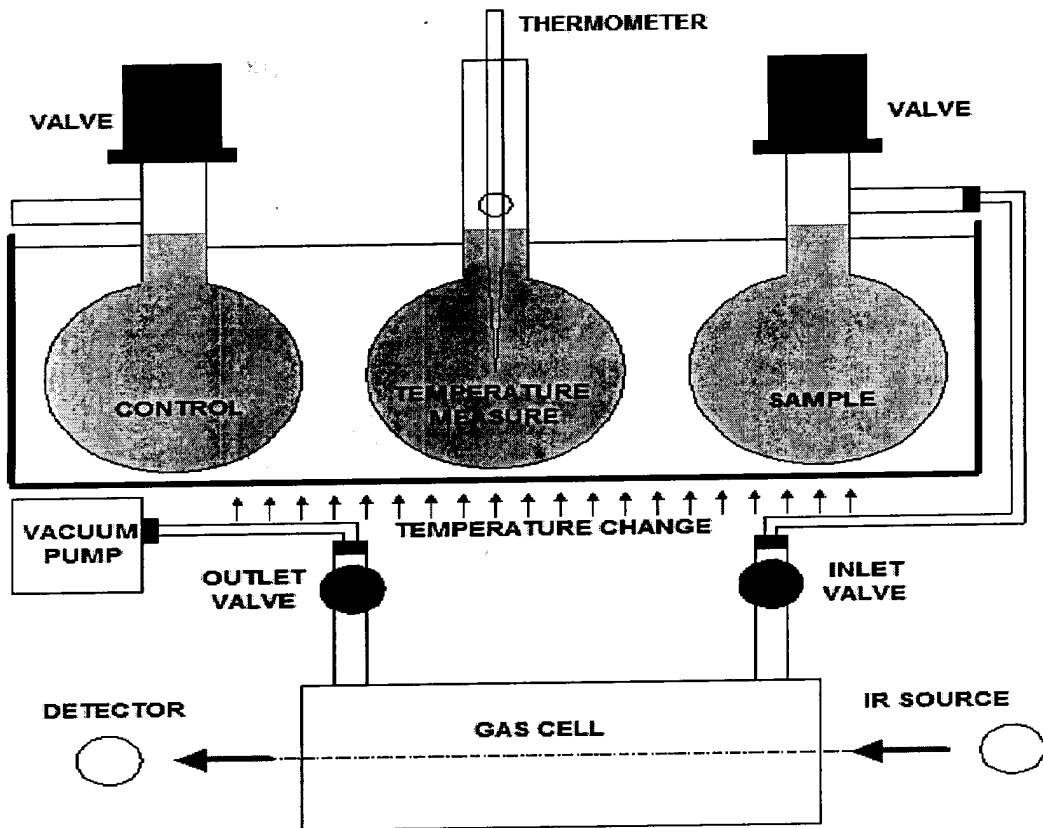 THERMOMETER
VALVE
VALVE
CONTROL
TEMPERATURE
MEASURE
SAMPLE
TEMPERATURE CHANGE
VACUUM
PUMP
OUTLET
VALVE
INLET
VALVE
DETECTOR
GAS CELL
IR SOURCE